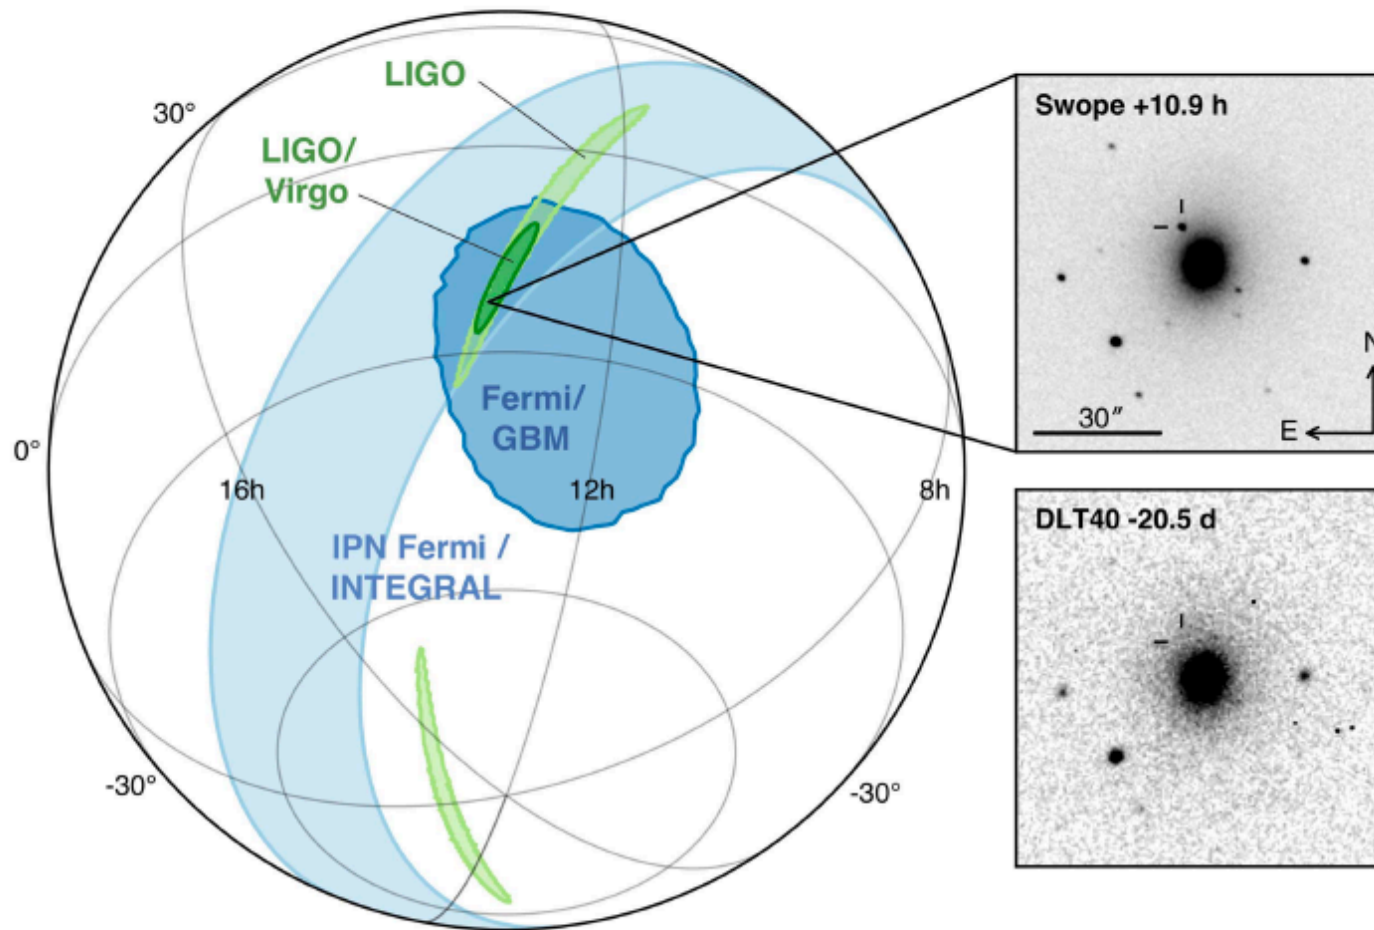 LIGO
LIGO/
Virgo
30°
0°
-30°
-30°
16h
12h
8h
Fermi/
GBM
IPN Fermi /
INTEGRAL
Swope +10.9 h
30″
N
E
DLT40 -20.5 d